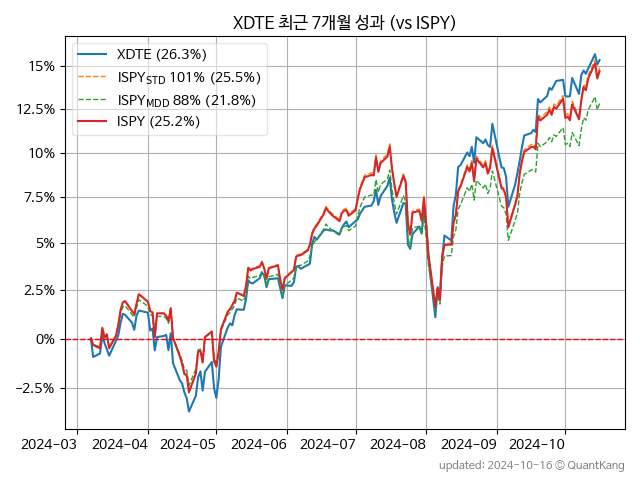 XDTE 최근 7개월 성과 (vs ISPY)
XDTE (26.3%)
ISPY_STD 101% (25.5%)
ISPY_MDD 88% (21.8%)
ISPY (25.2%)
15%
12.5%
10%
7.5%
5%
2.5%
0%
−2.5%
2024-03 2024-04 2024-05 2024-06 2024-07 2024-08 2024-09 2024-10
updated: 2024-10-16 © QuantKang